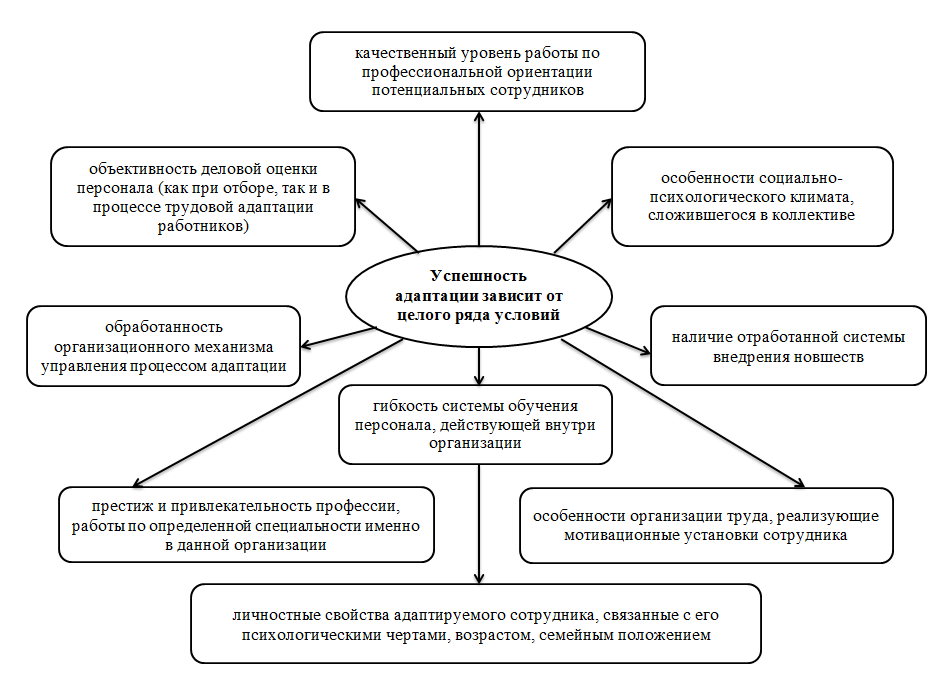 качественный уровень работы по
профессиональной ориентации
потенциальных сотрудников
объективность деловой оценки
персонала (как при отборе, так и в
процессе трудовой адаптации
работников)
особенности социально-
психологического климата,
сложившегося в коллективе
Успешность
адаптации зависит от
целого ряда условий
обработанность
организационного механизма
управления процессом адаптации
наличие отработанной системы
внедрения новшеств
гибкость системы обучения
персонала, действующей внутри
организации
престиж и привлекательность профессии,
работы по определенной специальности именно
в данной организации
особенности организации труда, реализующие
мотивационные установки сотрудника
личностные свойства адаптируемого сотрудника, связанные с его
психологическими чертами, возрастом, семейным положением